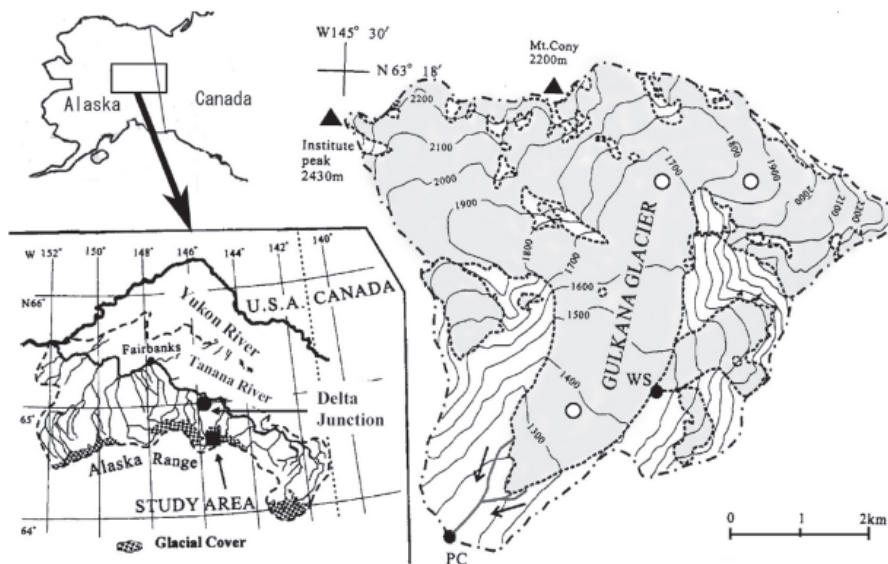 Alaska
Canada
W 152°
150°
148°
146°
144°
142°
140°
N66°
65°
64°
U.S.A.
CANADA
Yukon River
Fairbanks
Tanana River
Delta
Junction
Alaska Range
STUDY AREA
Glacial Cover
W145° 30′
N 63° 18′
Mt.Cony
2200m
Institute
peak
2430m
2200
2100
2000
1900
1800
1700
1600
1500
1400
1300
1700
1800
1900
2000
2100
2200
GULKANA GLACIER
WS
PC
0
1
2km